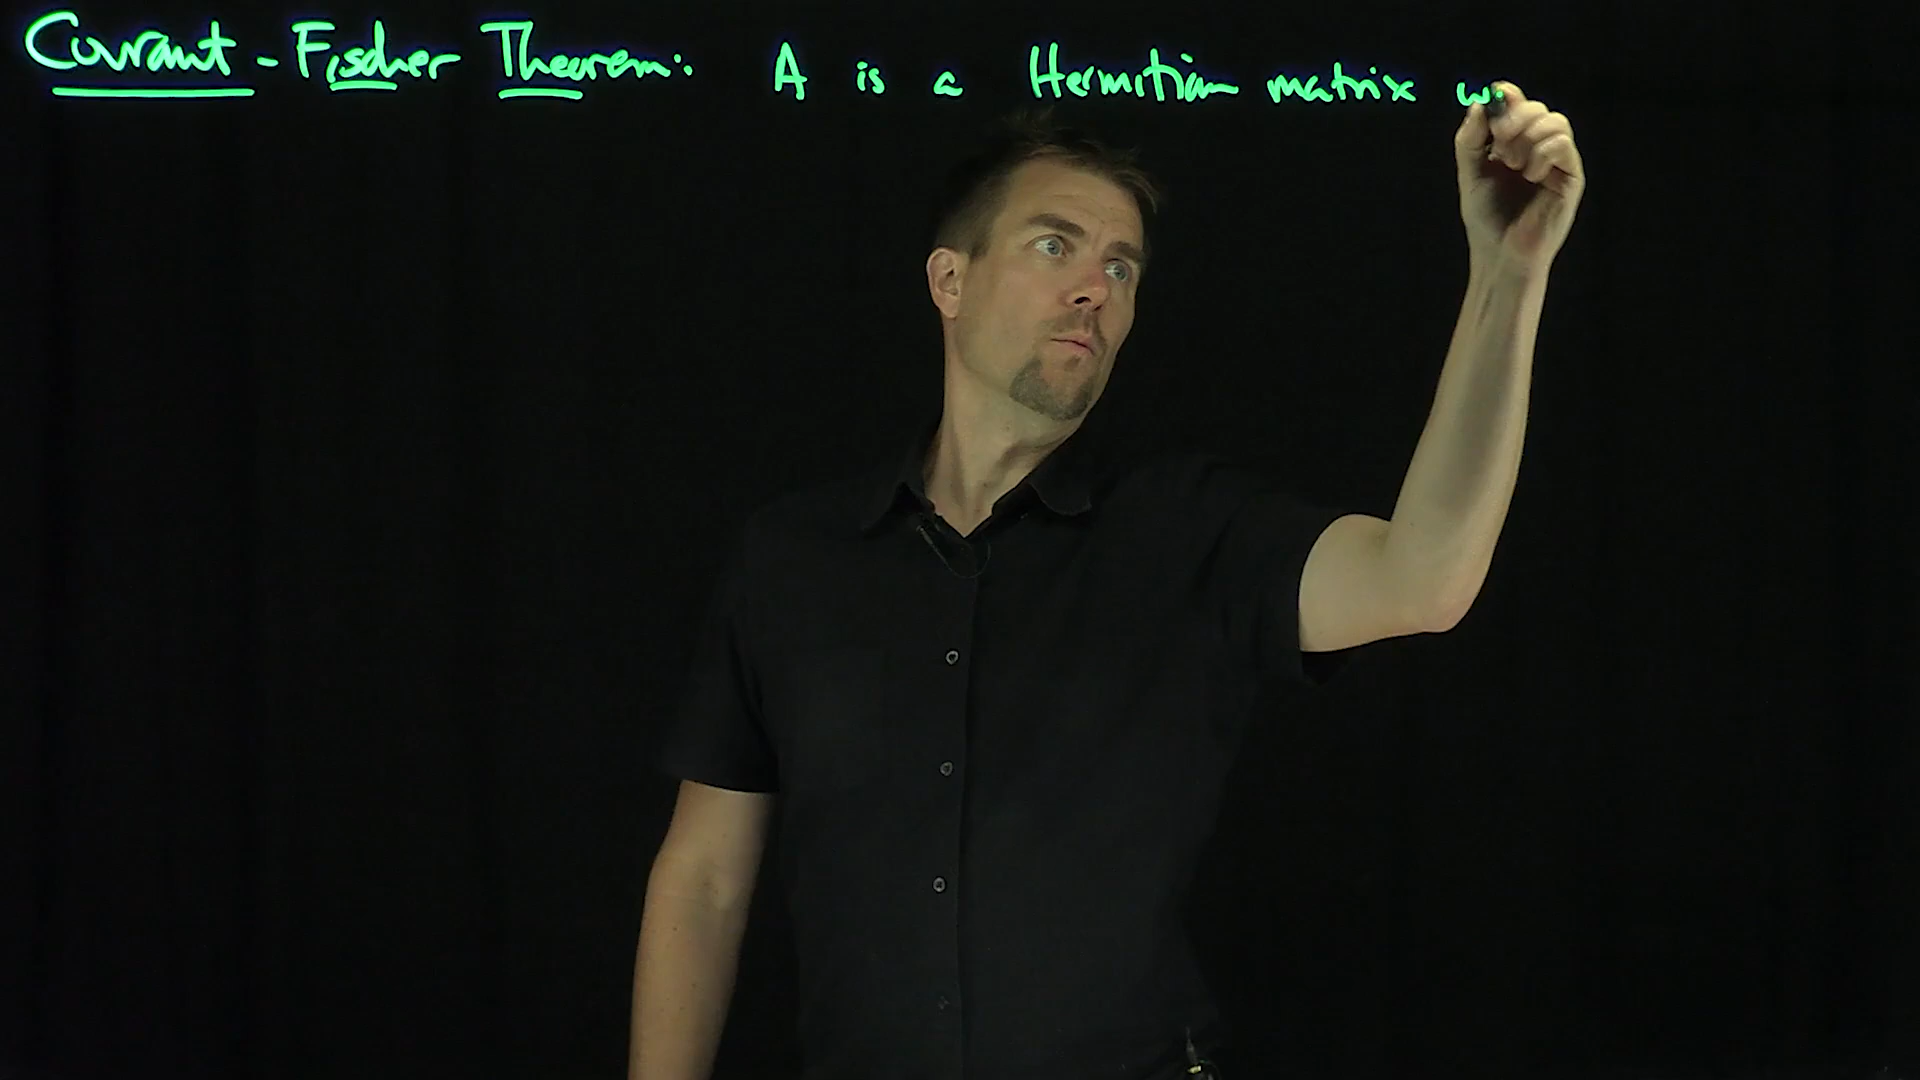 Courant - Fischer Theorem: A is a Hermitian matrix w